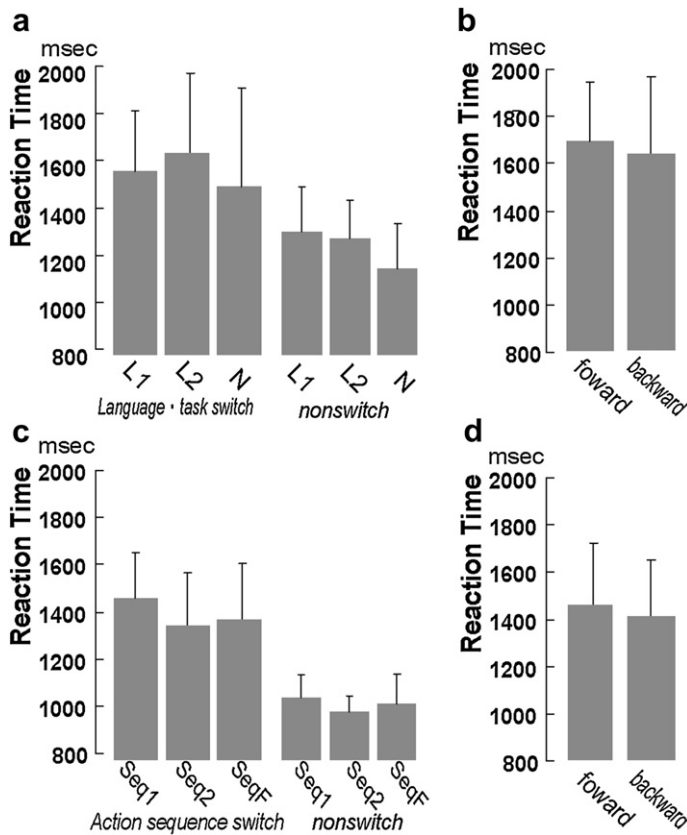 a
msec
Reaction Time
2000
1800
1600
1400
1200
1000
800
L1 L2 N L1 L2 N
Language・task switch nonswitch
b
msec
Reaction Time
2000
1800
1600
1400
1200
1000
800
foward backward
c
msec
Reaction Time
2000
1800
1600
1400
1200
1000
800
Seq1 Seq2 SeqF Seq1 Seq2 SeqF
Action sequence switch nonswitch
d
msec
Reaction Time
2000
1800
1600
1400
1200
1000
800
foward backward